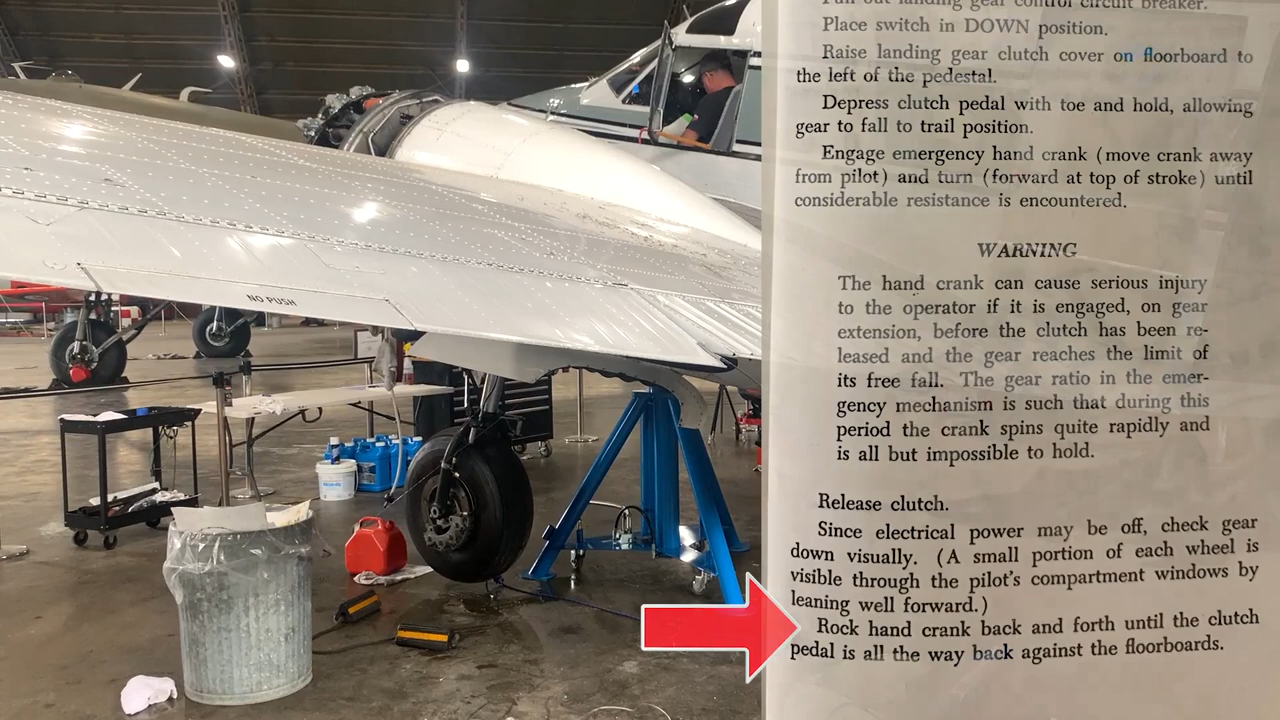 NO PUSH
Pull out landing gear control circuit breaker.
Place switch in DOWN position.
Raise landing gear clutch cover on floorboard to
the left of the pedestal.
Depress clutch pedal with toe and hold, allowing
gear to fall to trail position.
Engage emergency hand crank (move crank away
from pilot) and turn (forward at top of stroke) until
considerable resistance is encountered.
WARNING
The hand crank can cause serious injury
to the operator if it is engaged, on gear
extension, before the clutch has been re-
leased and the gear reaches the limit of
its free fall. The gear ratio in the emer-
gency mechanism is such that during this
period the crank spins quite rapidly and
is all but impossible to hold.
Release clutch.
Since electrical power may be off, check gear
down visually. (A small portion of each wheel is
visible through the pilot's compartment windows by
leaning well forward.)
Rock hand crank back and forth until the clutch
pedal is all the way back against the floorboards.